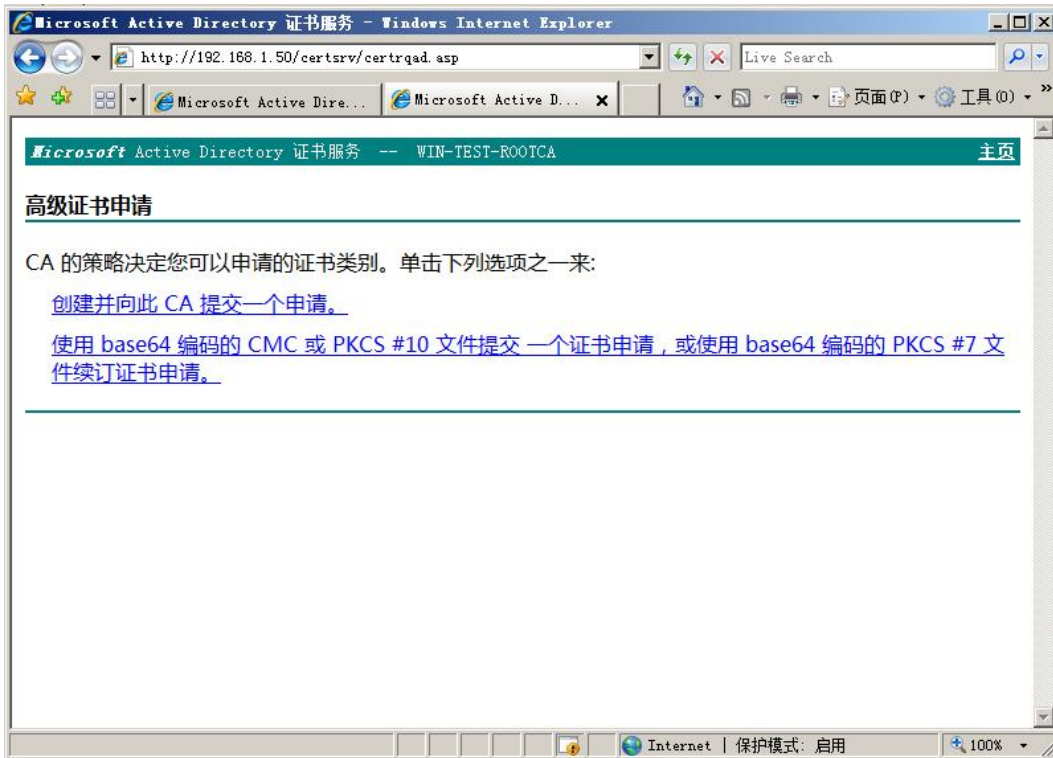 Microsoft Active Directory 证书服务 - Windows Internet Explorer
http://192.168.1.50/certsrv/certrqad.asp
Live Search
Microsoft Active Dire...
Microsoft Active D...
页面(P)
工具(O)
Microsoft Active Directory 证书服务 -- WIN-TEST-ROOTCA
主页
高级证书申请
CA 的策略决定您可以申请的证书类别。单击下列选项之一来:
创建并向此 CA 提交一个申请。
使用 base64 编码的 CMC 或 PKCS #10 文件提交 一个证书申请，或使用 base64 编码的 PKCS #7 文
件续订证书申请。
Internet | 保护模式: 启用
100%